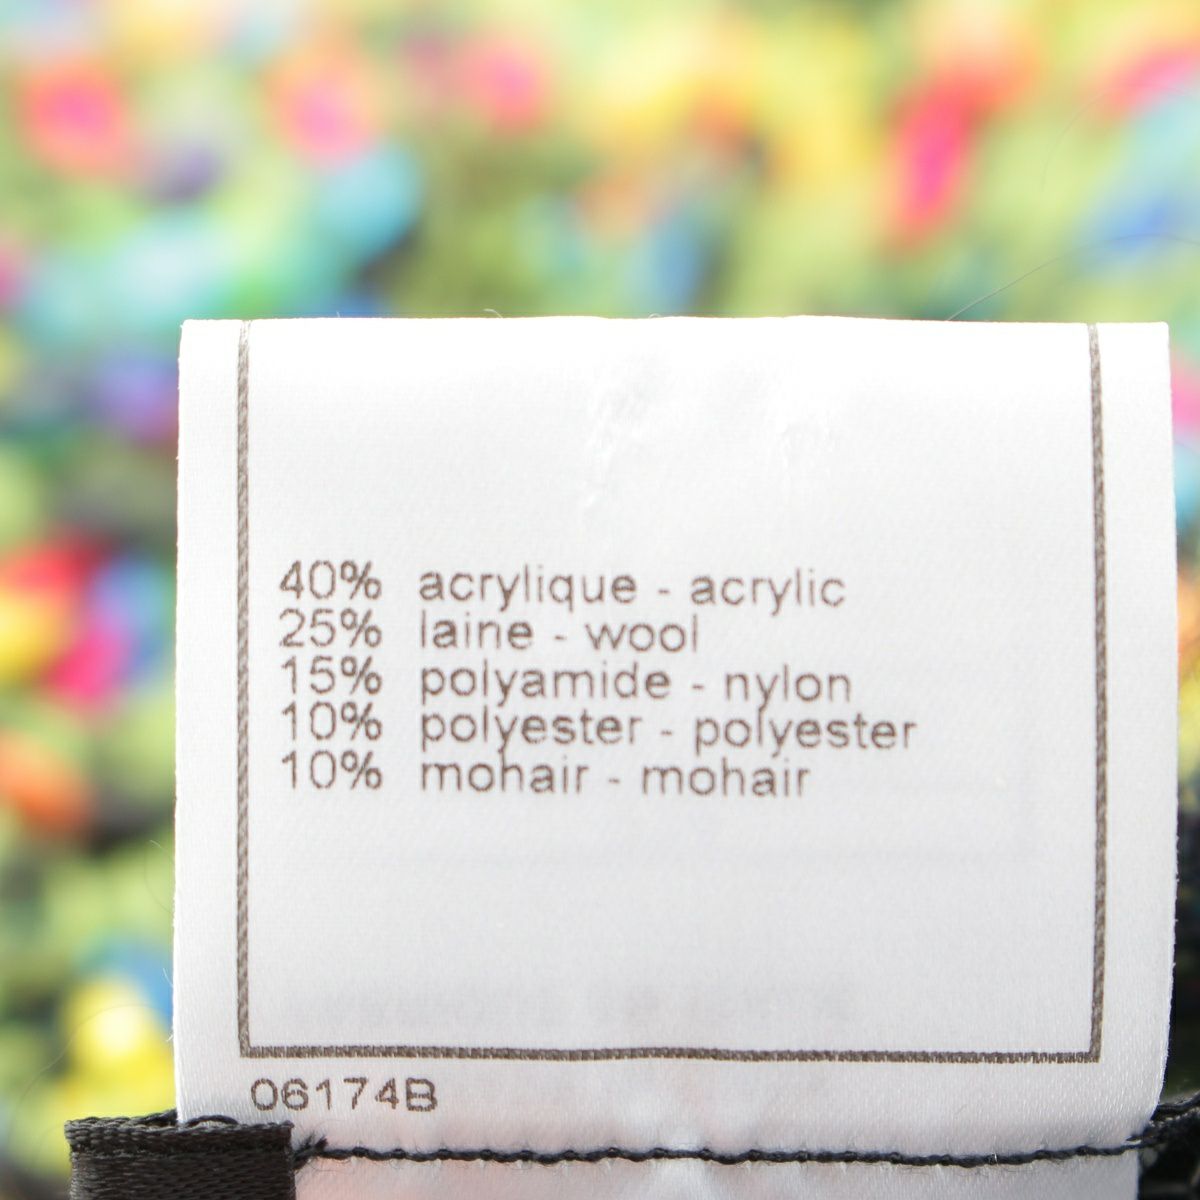 40% acrylique - acrylic
25% laine - wool
15% polyamide - nylon
10% polyester - polyester
10% mohair - mohair
06174B